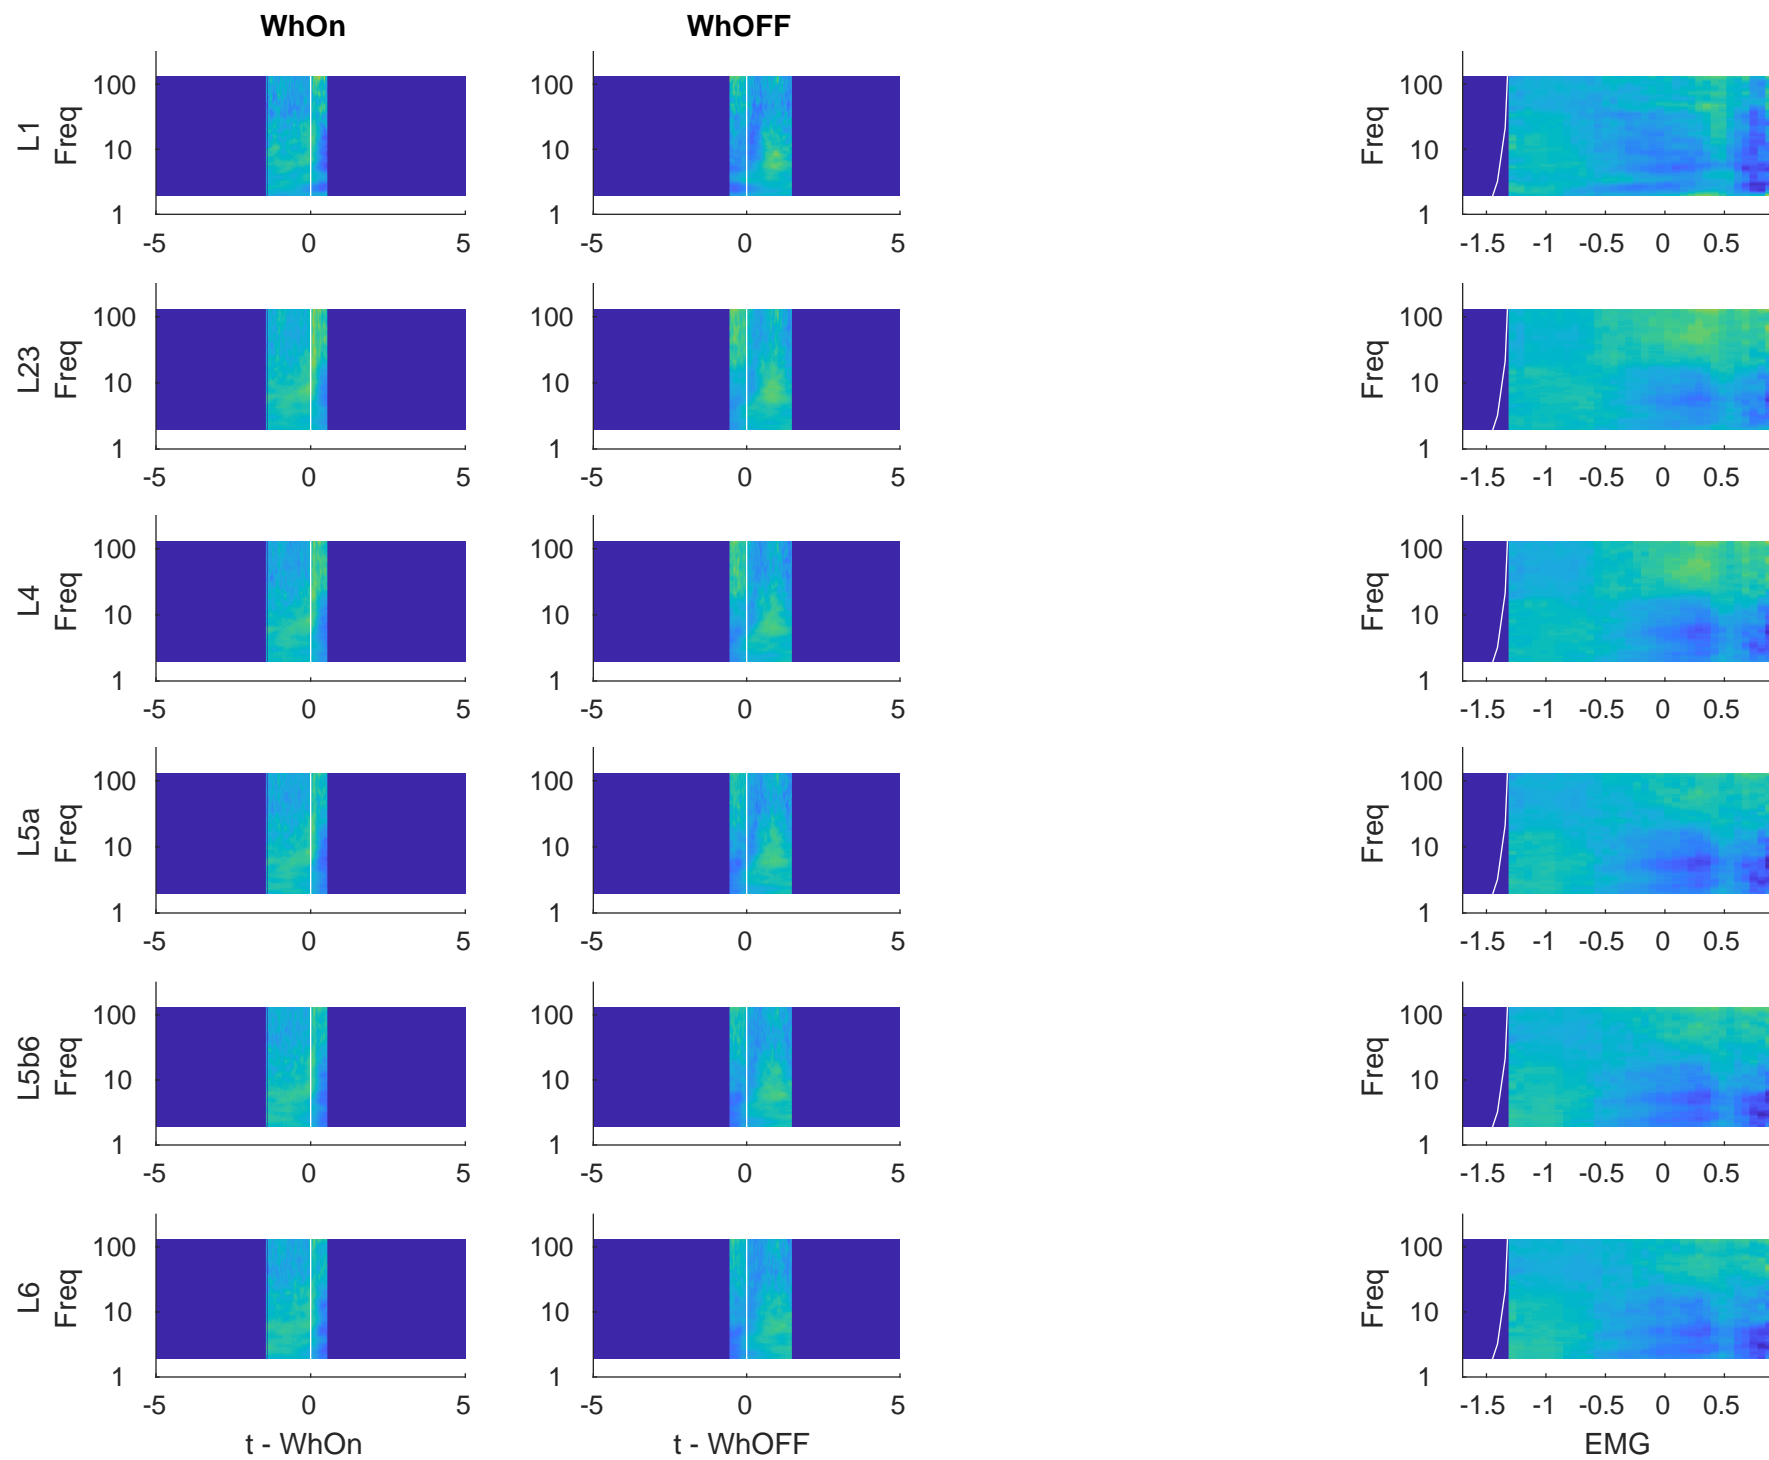 WhOn WhOFF
L1 Freq 100 10 1 -5 0 5
100 10 1 -5 0 5
Freq 100 10 1 -1.5 -1 -0.5 0 0.5
L23 Freq 100 10 1 -5 0 5
100 10 1 -5 0 5
Freq 100 10 1 -1.5 -1 -0.5 0 0.5
L4 Freq 100 10 1 -5 0 5
100 10 1 -5 0 5
Freq 100 10 1 -1.5 -1 -0.5 0 0.5
L5a Freq 100 10 1 -5 0 5
100 10 1 -5 0 5
Freq 100 10 1 -1.5 -1 -0.5 0 0.5
L5b6 Freq 100 10 1 -5 0 5
100 10 1 -5 0 5
Freq 100 10 1 -1.5 -1 -0.5 0 0.5
L6 Freq 100 10 1 -5 0 5
100 10 1 -5 0 5
Freq 100 10 1 -1.5 -1 -0.5 0 0.5
t - WhOn t - WhOFF EMG